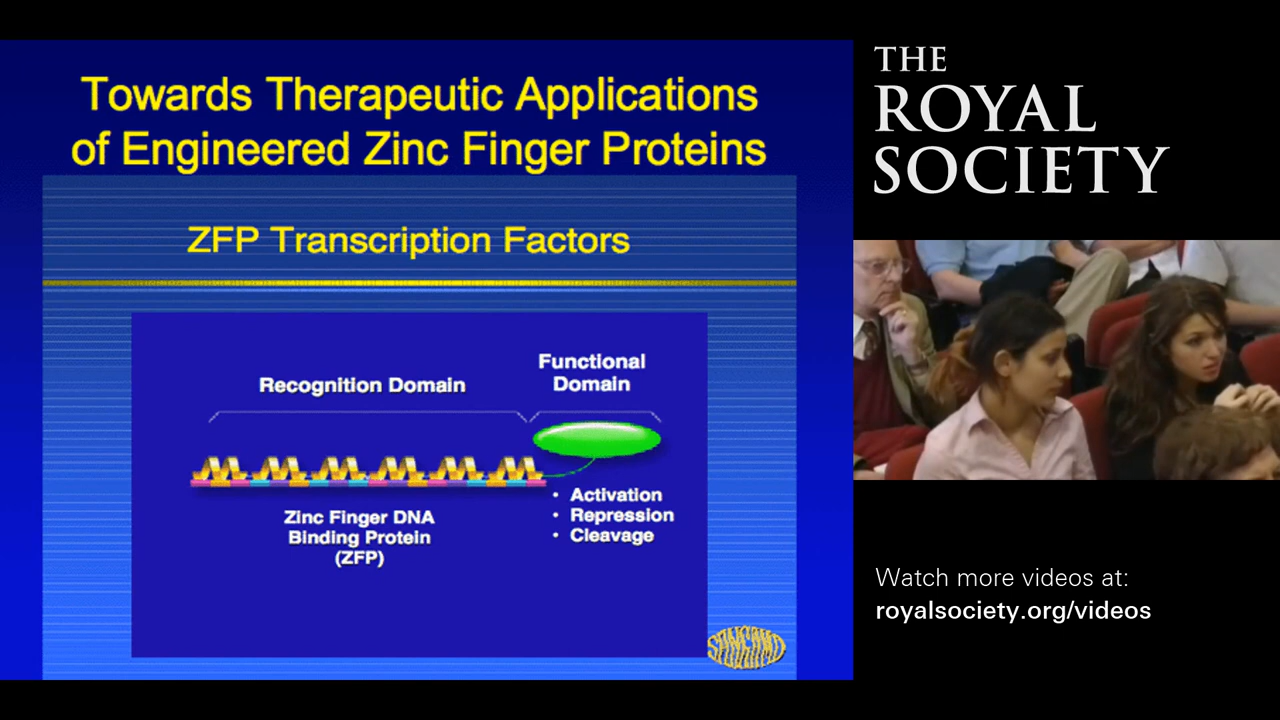 Towards Therapeutic Applications
of Engineered Zinc Finger Proteins
ZFP Transcription Factors
Recognition Domain
Functional
Domain
Zinc Finger DNA
Binding Protein
(ZFP)
• Activation
• Repression
• Cleavage
SANGAMO
THE
ROYAL
SOCIETY
Watch more videos at:
royalsociety.org/videos